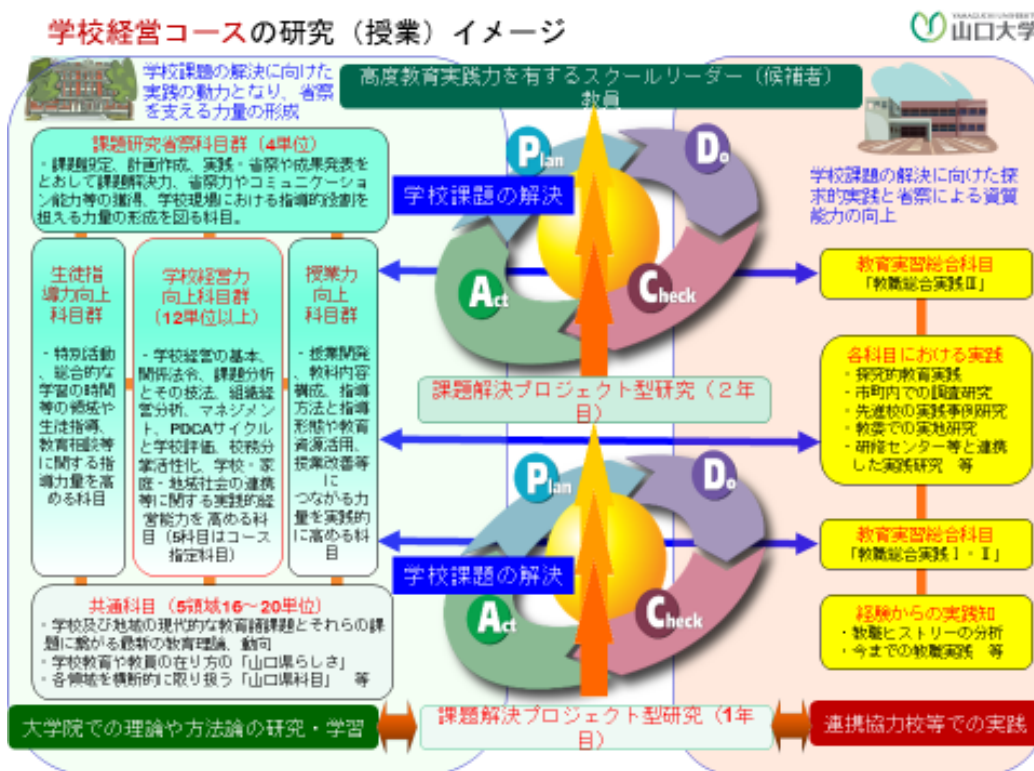 学校経営コースの研究（授業）イメージ
YAMAGUCHI UNIVERSITY
山口大学
学校課題の解決に向けた
実践の動力となり、省察
を支える力量の形成
高度教育実践力を有するスクールリーダー（候補者）
教員
学校課題の解決に向けた探
求的実践と省察による資質
能力の向上
課題研究省察科目群（4単位）
・課題設定、計画作成、実践・省察や成果発表を
とおして課題解決力、省察力やコミュニケーション
能力等の獲得、学校現場における指導的役割を
担える力量の形成を図る科目。
Plan
Do
学校課題の解決
Act
Check
生徒指
導力向上
科目群
・特別活動
、総合的な
学習の時間
等の領域や
生徒指導、
教育相談等
に関する指
導力量を高
める科目
学校経営力
向上科目群
（12単位以上）
・学校経営の基本、
関係法令、課題分析
とその技法、組織経
営分析、マネジメン
ト、PDCAサイクル
と学校評価、校務分
掌活性化、学校・家
庭・地域社会の連携
等に関する実践的経
営能力を高める科
目（5科目はコース
指定科目）
授業力
向上
科目群
・授業開発
、教科内容
構成、指導
方法と指導
形態や教育
資源活用、
授業改善等
に
つながる力
量を実践的
に高める科
目
教育実習総合科目
「教職総合実践Ⅲ」
課題解決プロジェクト型研究（２年
目）
各科目における実践
・探究的教育実践
・市町内での調査研究
・先進校の実践事例研究
・教委での実地研究
・研修センター等と連携
した実践研究　等
Plan
Do
学校課題の解決
Act
Check
教育実習総合科目
「教職総合実践Ⅰ・Ⅱ」
共通科目（5領域16～20単位）
・学校及び地域の現代的な教育諸課題とそれらの課
題に繋がる最新の教育理論、動向
・学校教育や教員の在り方の「山口県らしさ」
・各領域を横断的に取り扱う「山口県科目」　等
経験からの実践知
・教職ヒストリーの分析
・今までの教職実践　等
大学院での理論や方法論の研究・学習
課題解決プロジェクト型研究（1年
目）
連携協力校等での実践